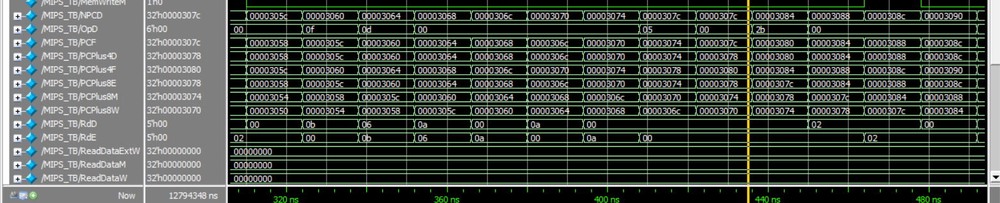 /MIPS_TB/MemWriteM 1'h0
/MIPS_TB/NPCD 32'h0000307c 0000305c 00003060 00003064 00003068 0000306c 00003070 00003074 0000307c 0000307c 00003084 00003088 0000308c 00003090
/MIPS_TB/OpD 6'h00 00 0f 0d 00 05 00 2b 00
/MIPS_TB/PCF 32'h0000307c 00003058 0000305c 00003060 00003064 00003068 0000306c 00003070 00003074 0000307c 00003080 00003084 00003088 0000308c
/MIPS_TB/PCPlus4D 32'h00003078 00003058 0000305c 00003060 00003064 00003068 0000306c 00003070 00003074 00003078 00003080 00003084 00003088 0000308c
/MIPS_TB/PCPlus4F 32'h00003080 0000305c 00003060 00003064 00003068 0000306c 00003070 00003074 00003078 00003080 00003084 00003088 0000308c 00003090
/MIPS_TB/PCPlus8E 32'h00003078 00003058 0000305c 00003060 00003064 00003068 0000306c 00003070 00003074 00003078 0000307c 00003084 00003088 0000308c
/MIPS_TB/PCPlus8M 32'h00003074 00003054 00003058 0000305c 00003060 00003064 00003068 0000306c 00003070 00003074 00003078 0000307c 00003084 00003088
/MIPS_TB/PCPlus8W 32'h00003070 00003050 00003054 00003058 0000305c 00003060 00003064 00003068 0000306c 00003070 00003074 00003078 0000307c 00003084
/MIPS_TB/RdD 5'h00 00 0b 06 0a 00 0a 00 02 00
/MIPS_TB/RdE 5'h00 02 00 0b 06 0a 00 0a 00 02
/MIPS_TB/ReadDataExtW 32'h00000000 00000000
/MIPS_TB/ReadDataM 32'h00000000 00000000
/MIPS_TB/ReadDataW 32'h00000000 00000000
Now 12794348 ns 320 ns 360 ns 400 ns 440 ns 480 ns